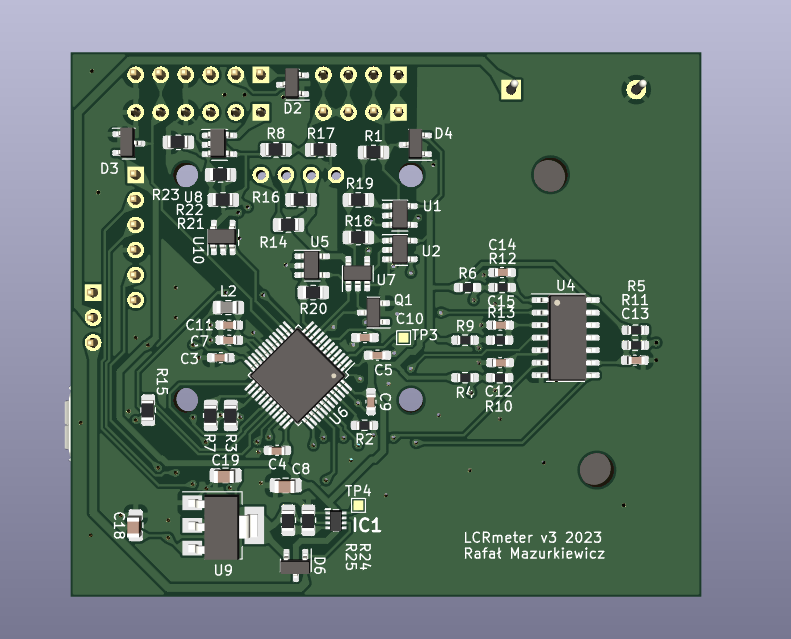 D2
D3
R8
R17
R1
D4
R23
U8
R22
R21
R16
R19
R14
R18
U1
U2
U10
U5
U7
R20
L2
C11
C7
C3
Q1
C10
TP3
C5
R6
C14
R12
C15
R13
R9
U4
R5
R11
C13
R4
C12
R10
R15
R7
R3
U6
C9
R2
C19
C4
C8
TP4
IC1
C18
U9
D6
R25
R24
LCRmeter v3 2023
Rafał Mazurkiewicz